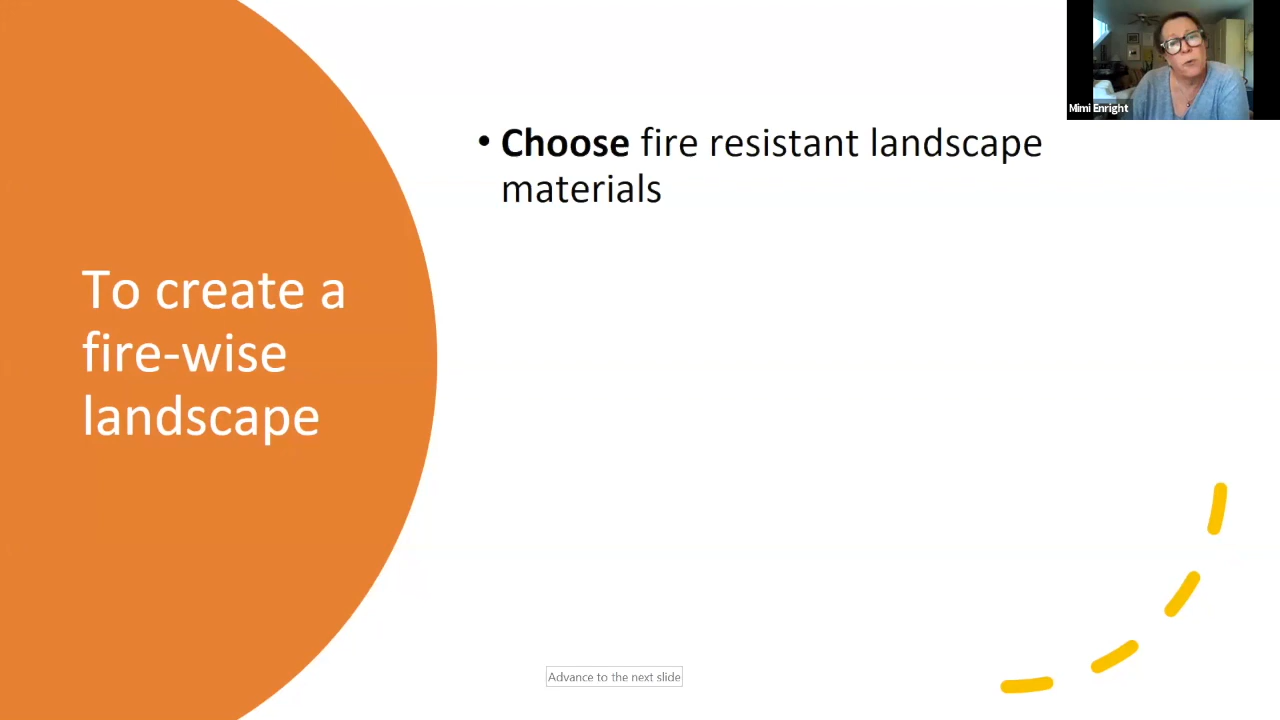 Mimi Enright
• Choose fire resistant landscape
materials
To create a
fire-wise
landscape
Advance to the next slide